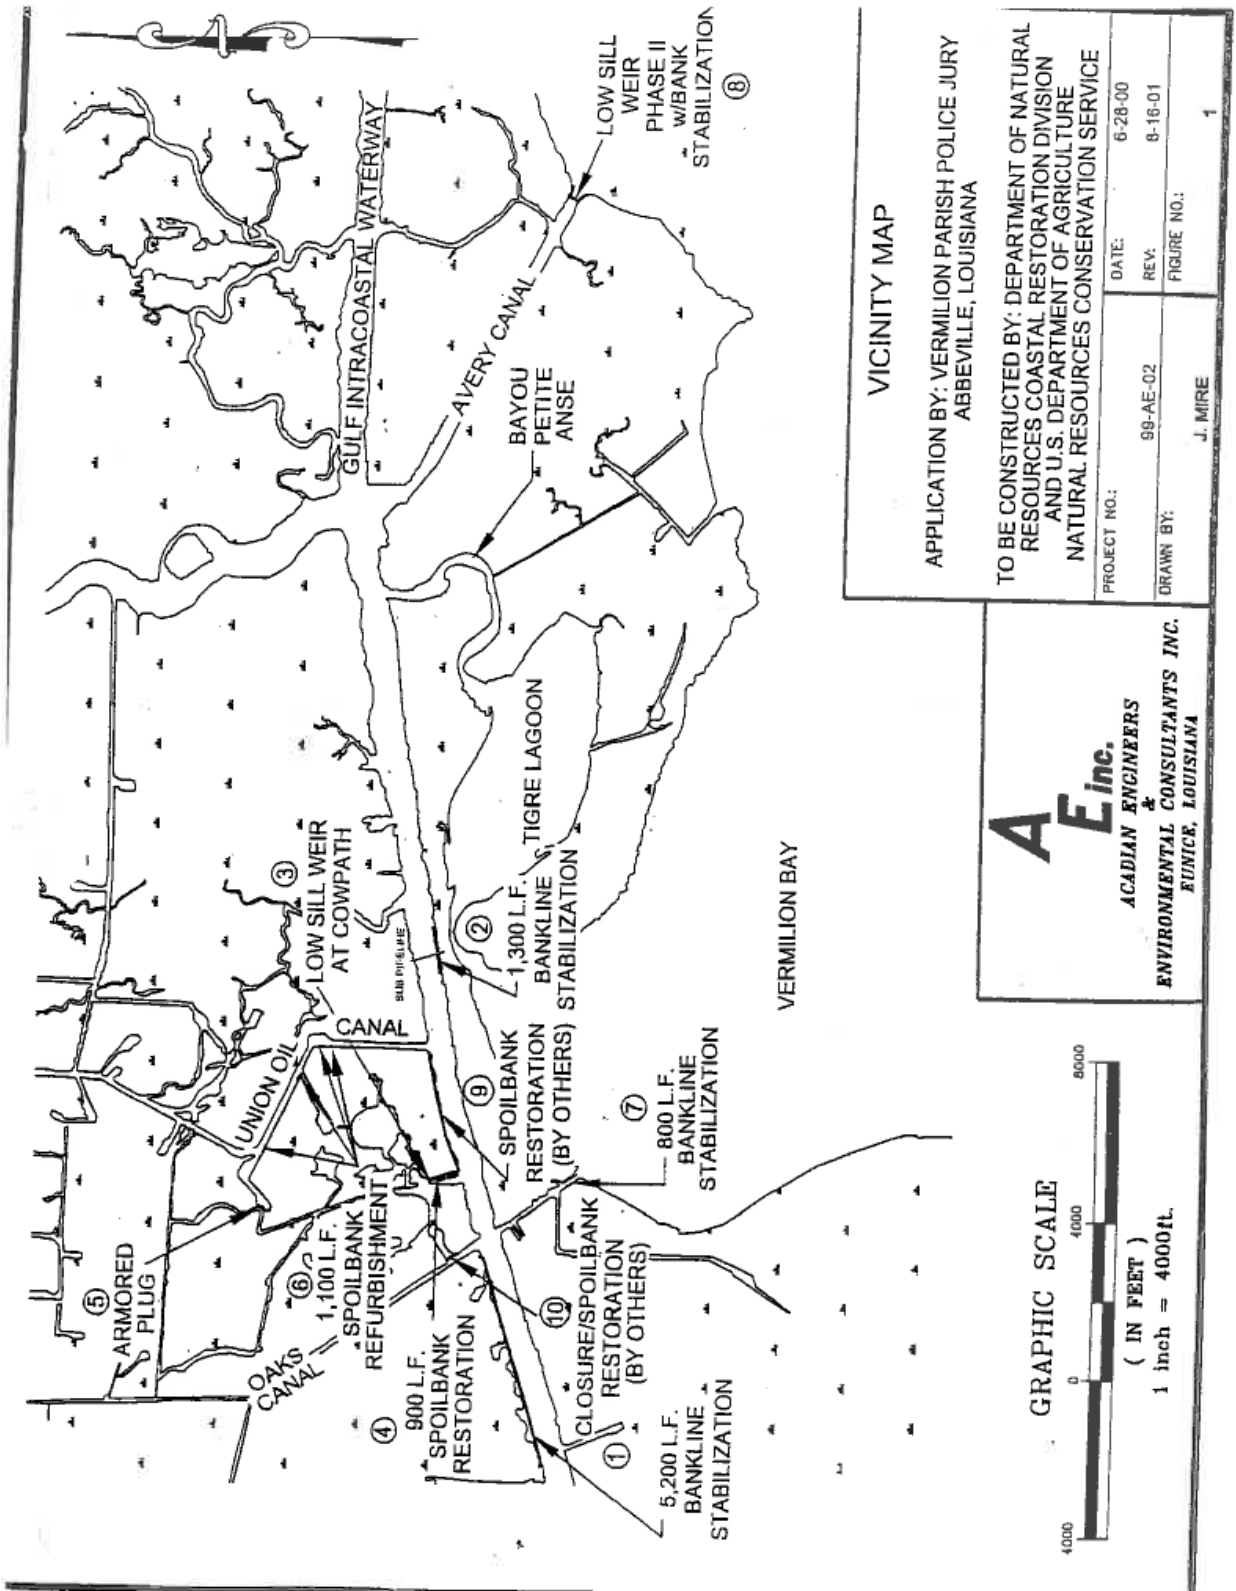 GULF INTRACOASTAL WATERWAY
AVERY CANAL
BAYOU
PETITE
ANSE
LOW SILL
WEIR
PHASE II
W/BANK
STABILIZATION
8
3
LOW SILL WEIR
AT COWPATH
SUB PIPELINE
TIGRE LAGOON
2
1,300 L.F.
BANKLINE
STABILIZATION
UNION OIL
CANAL
5
ARMORED
PLUG
6
1,100 L.F.
SPOILBANK
REFURBISHMENT
OAKS
CANAL
4
900 L.F.
SPOILBANK
RESTORATION
9
SPOILBANK
RESTORATION
(BY OTHERS)
7
800 L.F.
BANKLINE
STABILIZATION
10
CLOSURE/SPOILBANK
RESTORATION
(BY OTHERS)
1
5,200 L.F.
BANKLINE
STABILIZATION
VERMILION BAY
GRAPHIC SCALE
4000 0 4000 8000
( IN FEET )
1 inch = 4000ft.
A
E inc.
ACADIAN ENGINEERS
&
ENVIRONMENTAL CONSULTANTS INC.
EUNICE, LOUISIANA
VICINITY MAP
APPLICATION BY: VERMILION PARISH POLICE JURY
ABBEVILLE, LOUISIANA
TO BE CONSTRUCTED BY: DEPARTMENT OF NATURAL
RESOURCES COASTAL RESTORATION DIVISION
AND U.S. DEPARTMENT OF AGRICULTURE
NATURAL RESOURCES CONSERVATION SERVICE
PROJECT NO.: 99-AE-02
DATE: 6-28-00
REV: 8-16-01
DRAWN BY: J. MIRE
FIGURE NO.: 1